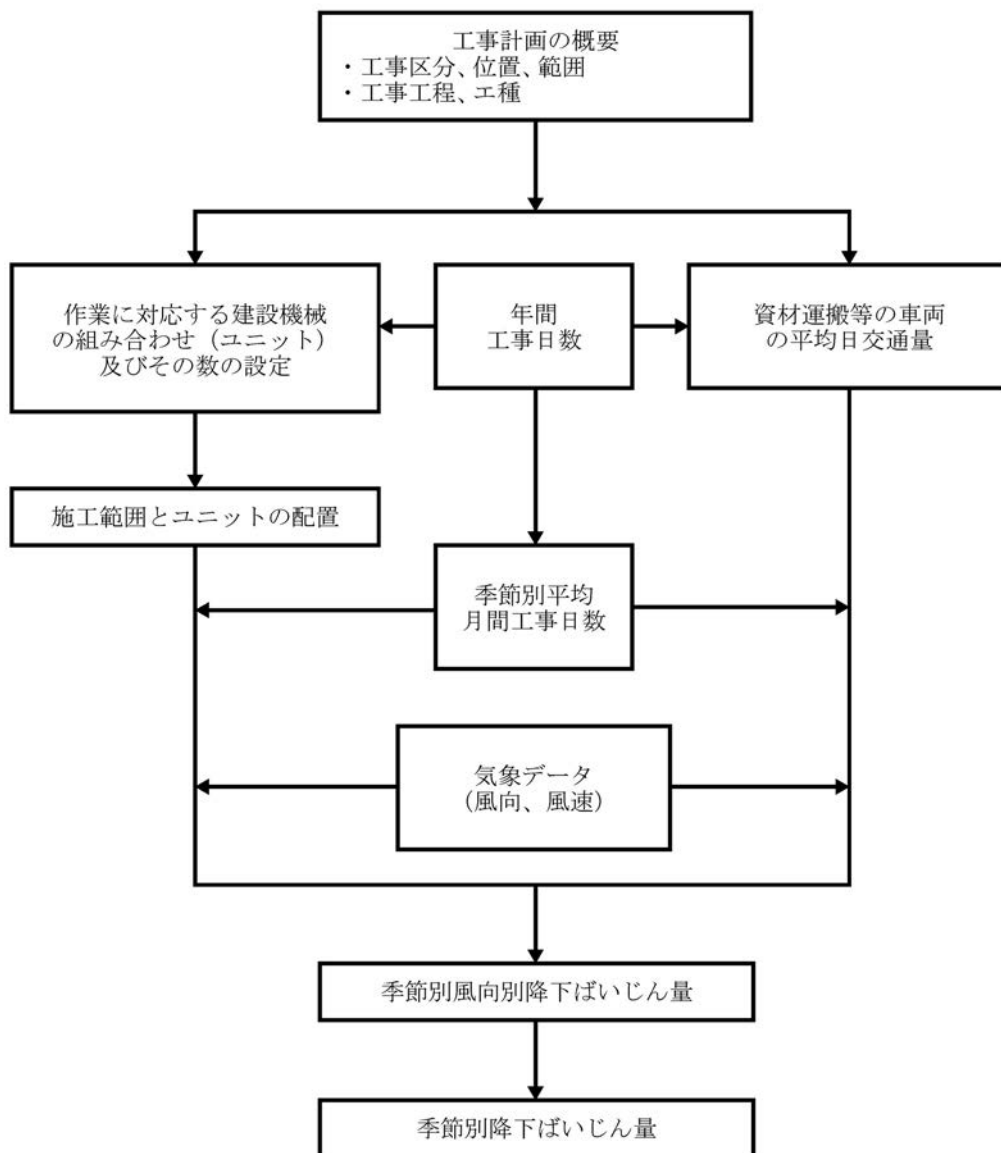 工事計画の概要
・工事区分、位置、範囲
・工事工程、工種
作業に対応する建設機械
の組み合わせ（ユニット）
及びその数の設定
年間
工事日数
資材運搬等の車両
の平均日交通量
施工範囲とユニットの配置
季節別平均
月間工事日数
気象データ
（風向、風速）
季節別風向別降下ばいじん量
季節別降下ばいじん量